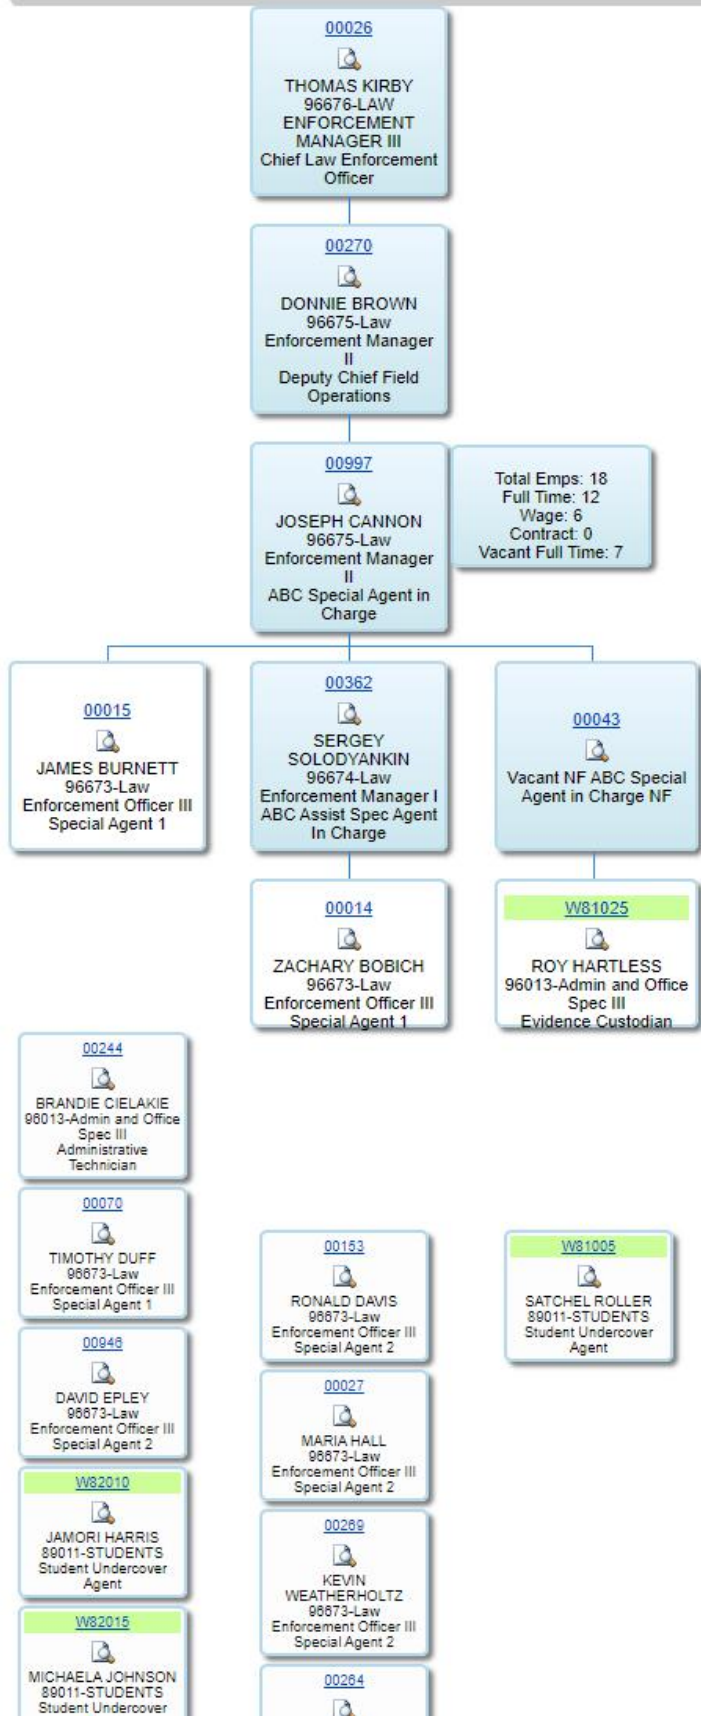 00026
THOMAS KIRBY
96676-LAW
ENFORCEMENT
MANAGER III
Chief Law Enforcement
Officer
00270
DONNIE BROWN
96675-Law
Enforcement Manager
II
Deputy Chief Field
Operations
00997
JOSEPH CANNON
96675-Law
Enforcement Manager
II
ABC Special Agent in
Charge
Total Emps: 18
Full Time: 12
Wage: 6
Contract: 0
Vacant Full Time: 7
00015
JAMES BURNETT
96673-Law
Enforcement Officer III
Special Agent 1
00362
SERGEY
SOLODYANKIN
96674-Law
Enforcement Manager I
ABC Assist Spec Agent
In Charge
00043
Vacant NF ABC Special
Agent in Charge NF
00014
ZACHARY BOBICH
96673-Law
Enforcement Officer III
Special Agent 1
W81025
ROY HARTLESS
96013-Admin and Office
Spec III
Evidence Custodian
00244
BRANDIE CIELAKIE
96013-Admin and Office
Spec III
Administrative
Technician
00070
TIMOTHY DUFF
96673-Law
Enforcement Officer III
Special Agent 1
00946
DAVID EPLEY
96673-Law
Enforcement Officer III
Special Agent 2
W82010
JAMORI HARRIS
89011-STUDENTS
Student Undercover
Agent
W82015
MICHAELA JOHNSON
89011-STUDENTS
Student Undercover
00153
RONALD DAVIS
96673-Law
Enforcement Officer III
Special Agent 2
00027
MARIA HALL
96673-Law
Enforcement Officer III
Special Agent 2
00269
KEVIN
WEATHERHOLTZ
96673-Law
Enforcement Officer III
Special Agent 2
00264
W81005
SATCHEL ROLLER
89011-STUDENTS
Student Undercover
Agent